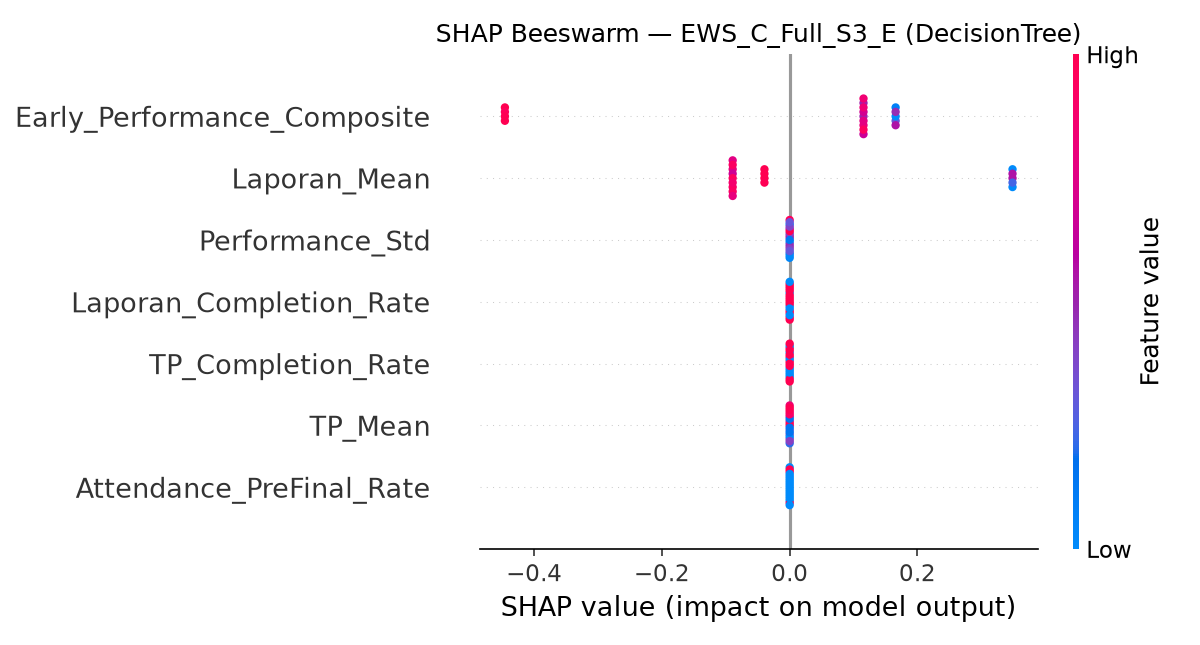 SHAP Beeswarm — EWS_C_Full_S3_E (DecisionTree)
High
Early_Performance_Composite
Laporan_Mean
Performance_Std
Laporan_Completion_Rate
TP_Completion_Rate
TP_Mean
Attendance_PreFinal_Rate
Feature value
Low
−0.4 −0.2 0.0 0.2
SHAP value (impact on model output)